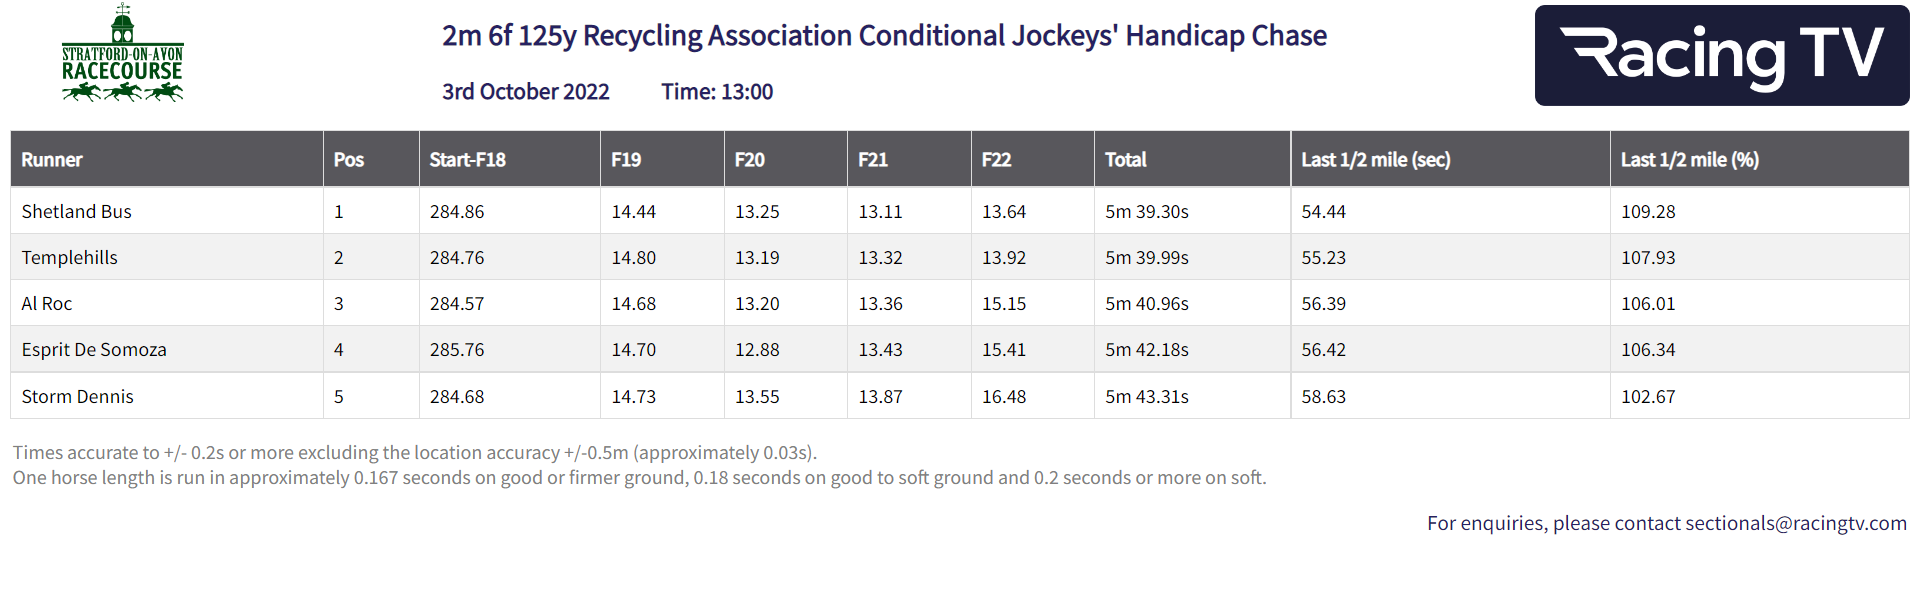 STRATFORD-ON-AVON
RACECOURSE
2m 6f 125y Recycling Association Conditional Jockeys' Handicap Chase
3rd October 2022 Time: 13:00
Racing TV
Runner Pos Start-F18 F19 F20 F21 F22 Total Last 1/2 mile (sec) Last 1/2 mile (%)
Shetland Bus 1 284.86 14.44 13.25 13.11 13.64 5m 39.30s 54.44 109.28
Templehills 2 284.76 14.80 13.19 13.32 13.92 5m 39.99s 55.23 107.93
Al Roc 3 284.57 14.68 13.20 13.36 15.15 5m 40.96s 56.39 106.01
Esprit De Somoza 4 285.76 14.70 12.88 13.43 15.41 5m 42.18s 56.42 106.34
Storm Dennis 5 284.68 14.73 13.55 13.87 16.48 5m 43.31s 58.63 102.67
Times accurate to +/- 0.2s or more excluding the location accuracy +/-0.5m (approximately 0.03s).
One horse length is run in approximately 0.167 seconds on good or firmer ground, 0.18 seconds on good to soft ground and 0.2 seconds or more on soft.
For enquiries, please contact sectionals@racingtv.com